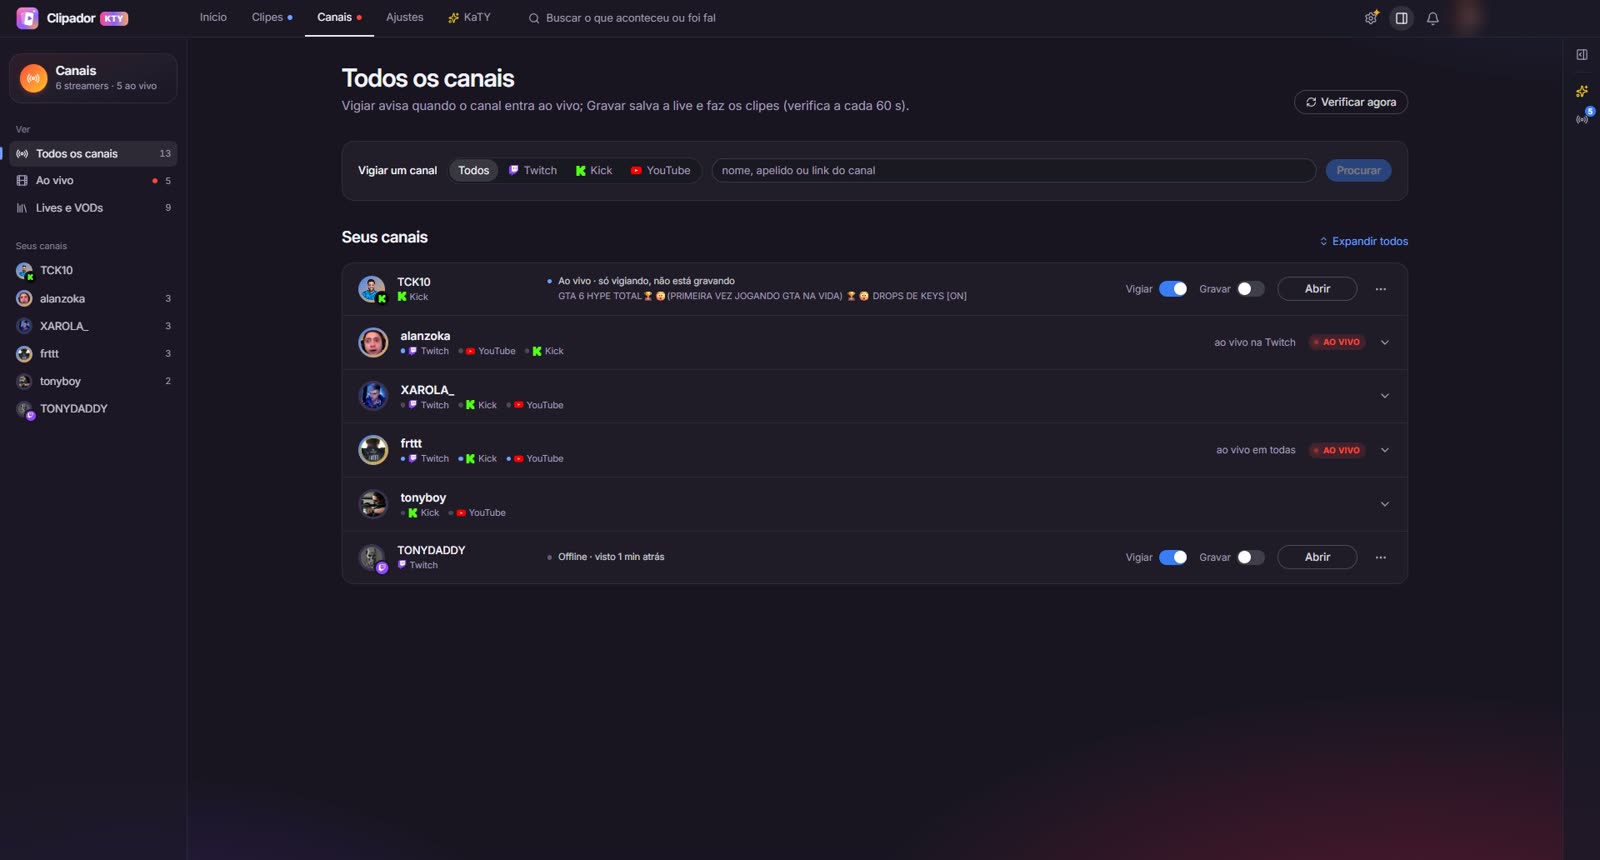 Clipador KTY
Início
Clipes
Canais
Ajustes
KaTY
Buscar o que aconteceu ou foi fal
Canais
6 streamers · 5 ao vivo
Ver
Todos os canais 13
Ao vivo 5
Lives e VODs 9
Seus canais
TCK10
alanzoka 3
XAROLA_ 3
frttt 3
tonyboy 2
TONYDADDY
Todos os canais
Vigiar avisa quando o canal entra ao vivo; Gravar salva a live e faz os clipes (verifica a cada 60 s).
Verificar agora
Vigiar um canal
Todos
Twitch
Kick
YouTube
nome, apelido ou link do canal
Procurar
Seus canais
Expandir todos
TCK10
Kick
Ao vivo · só vigiando, não está gravando
GTA 6 HYPE TOTAL🏆🤯(PRIMEIRA VEZ JOGANDO GTA NA VIDA) 🏆 🤯 DROPS DE KEYS [ON]
Vigiar
Gravar
Abrir
alanzoka
Twitch YouTube Kick
ao vivo na Twitch
AO VIVO
XAROLA_
Twitch Kick YouTube
frttt
Twitch Kick YouTube
ao vivo em todas
AO VIVO
tonyboy
Kick YouTube
TONYDADDY
Twitch
Offline · visto 1 min atrás
Vigiar
Gravar
Abrir
5